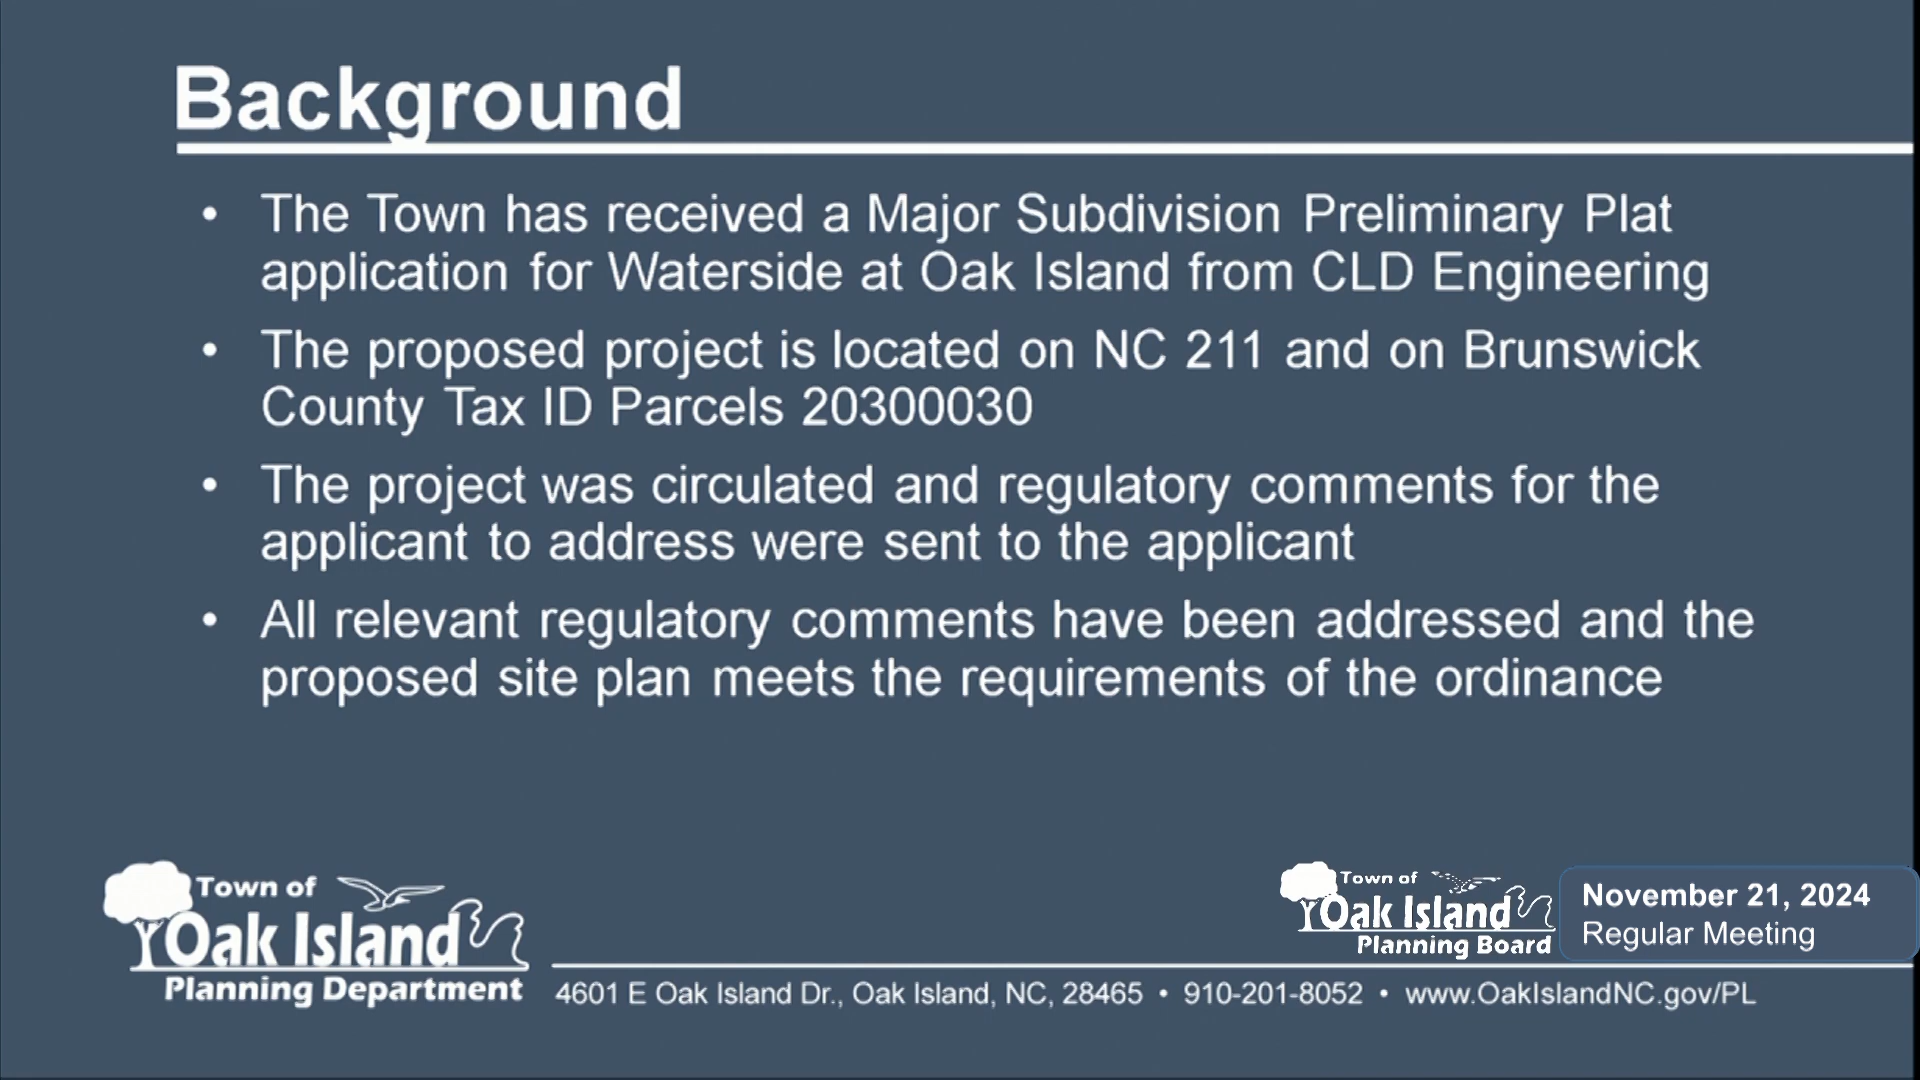 Background
• The Town has received a Major Subdivision Preliminary Plat
application for Waterside at Oak Island from CLD Engineering
• The proposed project is located on NC 211 and on Brunswick
County Tax ID Parcels 20300030
• The project was circulated and regulatory comments for the
applicant to address were sent to the applicant
• All relevant regulatory comments have been addressed and the
proposed site plan meets the requirements of the ordinance
Town of
Oak Island
Planning Department
Town of
Oak Island
Planning Board
November 21, 2024
Regular Meeting
4601 E Oak Island Dr., Oak Island, NC, 28465 • 910-201-8052 • www.OakIslandNC.gov/PL